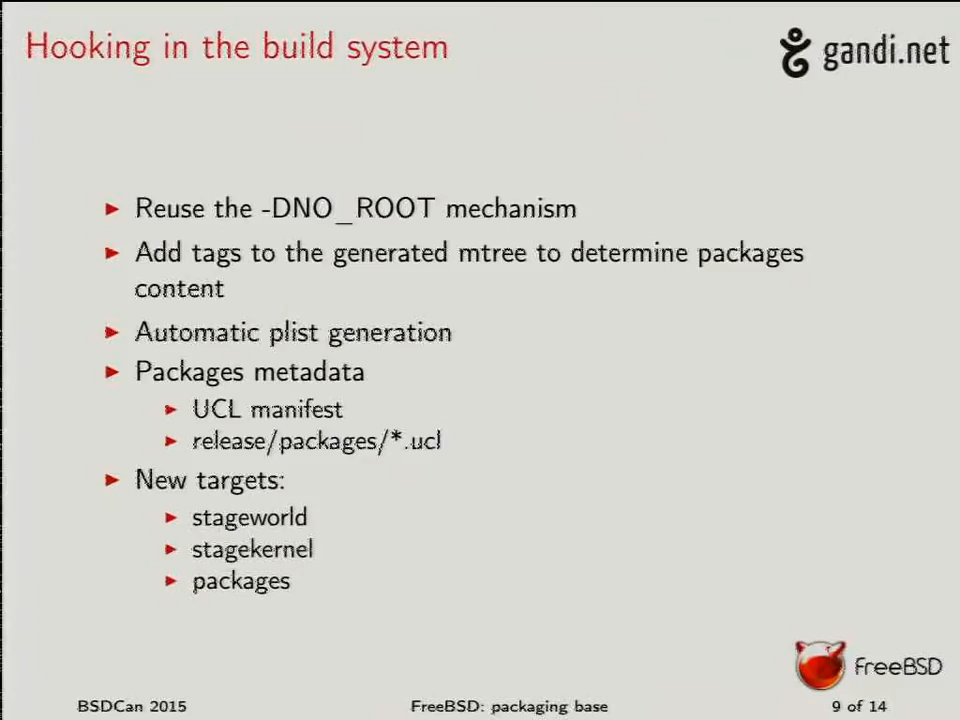 Hooking in the build system
gandi.net
Reuse the -DNO_ROOT mechanism
Add tags to the generated mtree to determine packages
content
Automatic plist generation
Packages metadata
UCL manifest
release/packages/*.ucl
New targets:
stageworld
stagekernel
packages
FreeBSD
BSDCan 2015
FreeBSD: packaging base
9 of 14